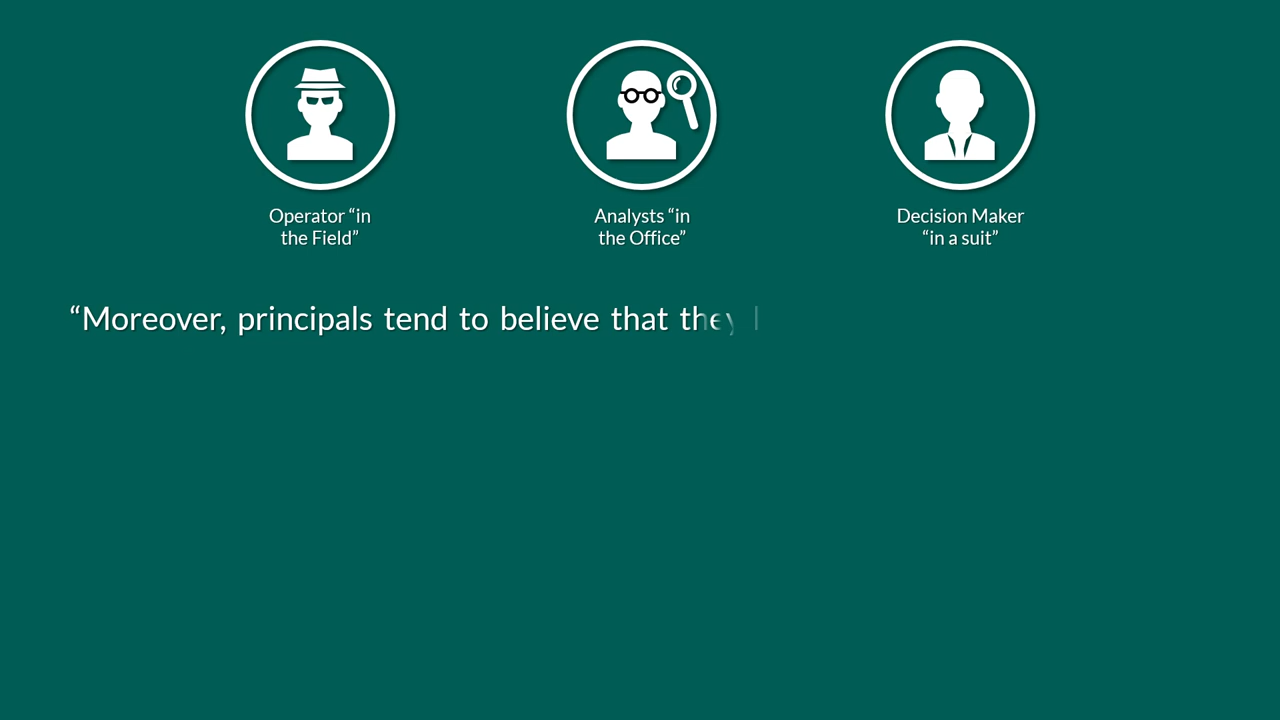 Operator “in
the Field”
Analysts “in
the Office”
Decision Maker
“in a suit”
“Moreover, principals tend to believe that they